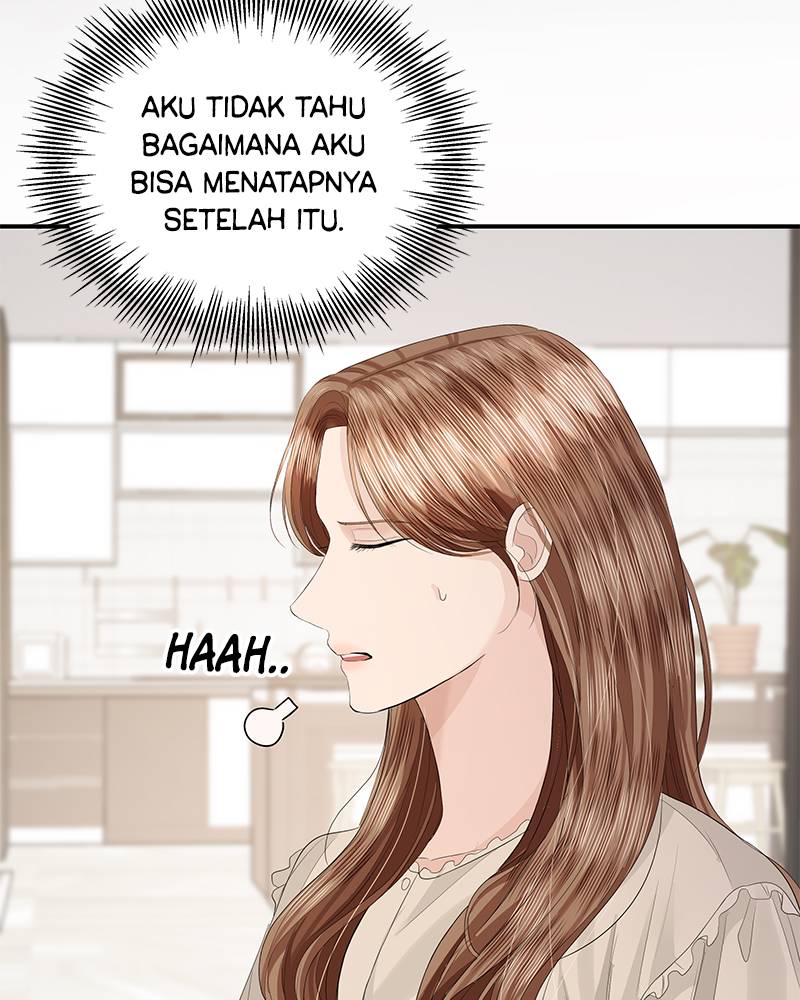 AKU TIDAK TAHU
BAGAIMANA AKU
BISA MENATAPNYA
SETELAH ITU.
HAAH..